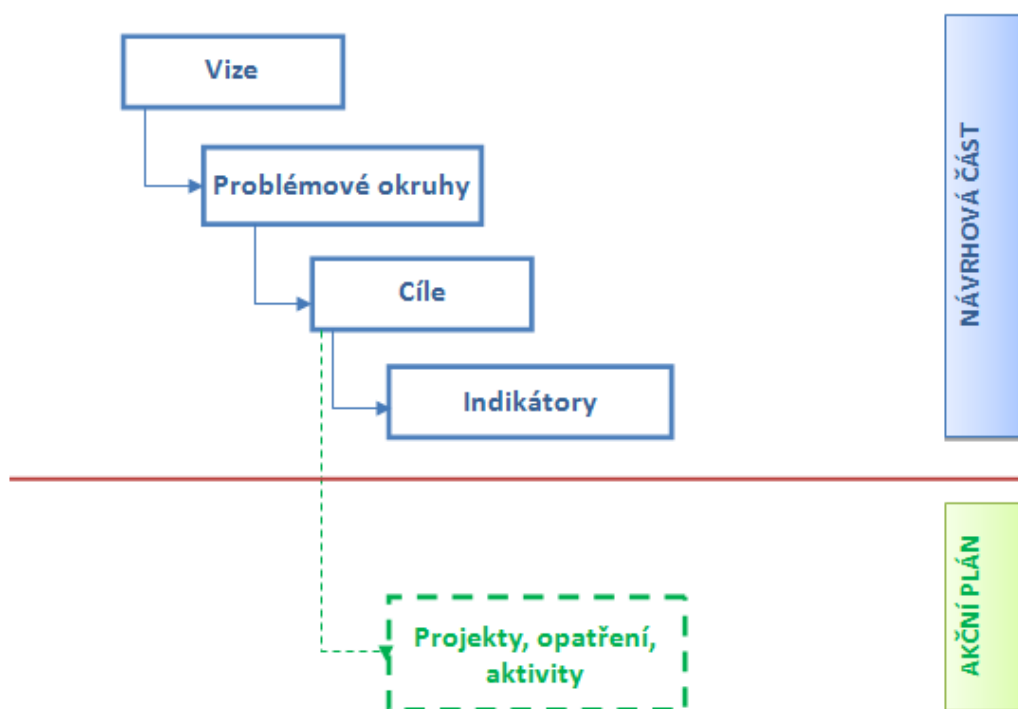 Vize
Problémové okruhy
Cíle
Indikátory
NÁVRHOVÁ ČÁST
Projekty, opatření,
aktivity
AKČNÍ PLÁN